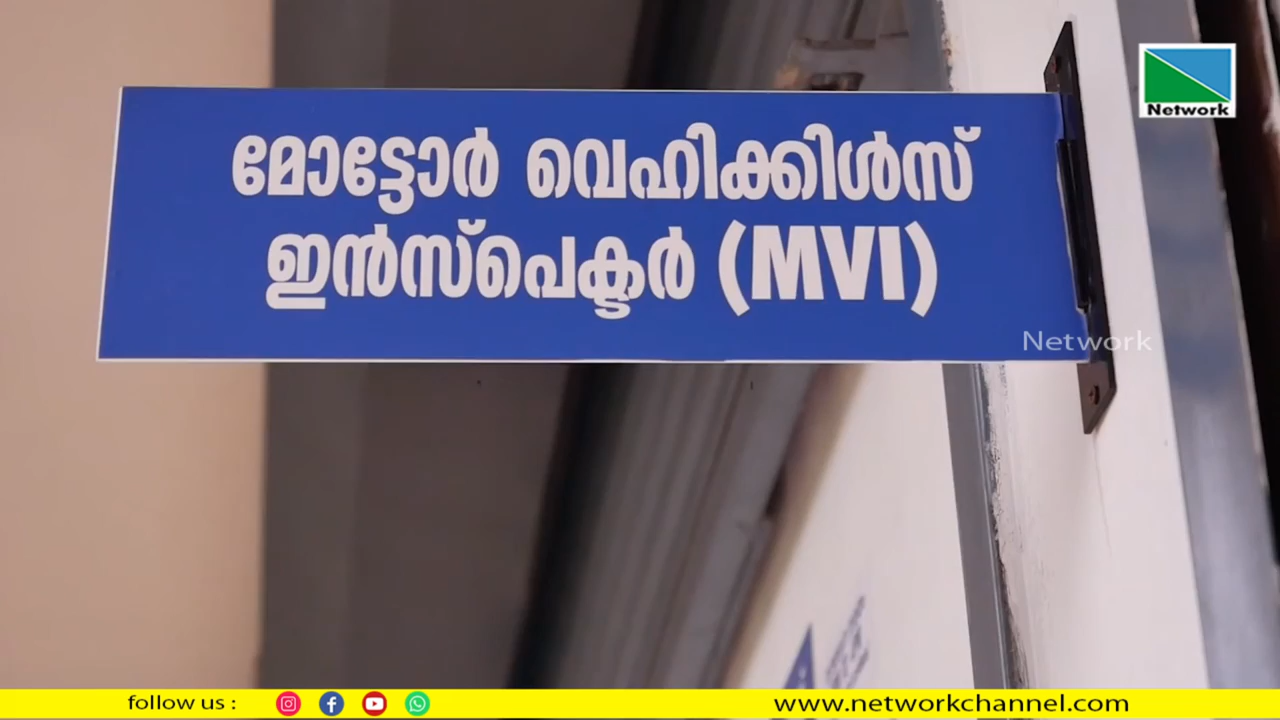 Network
മോട്ടോർ വെഹിക്കിൾസ്
ഇൻസ്പെക്ടർ (MVI)
Network
follow us :
www.networkchannel.com